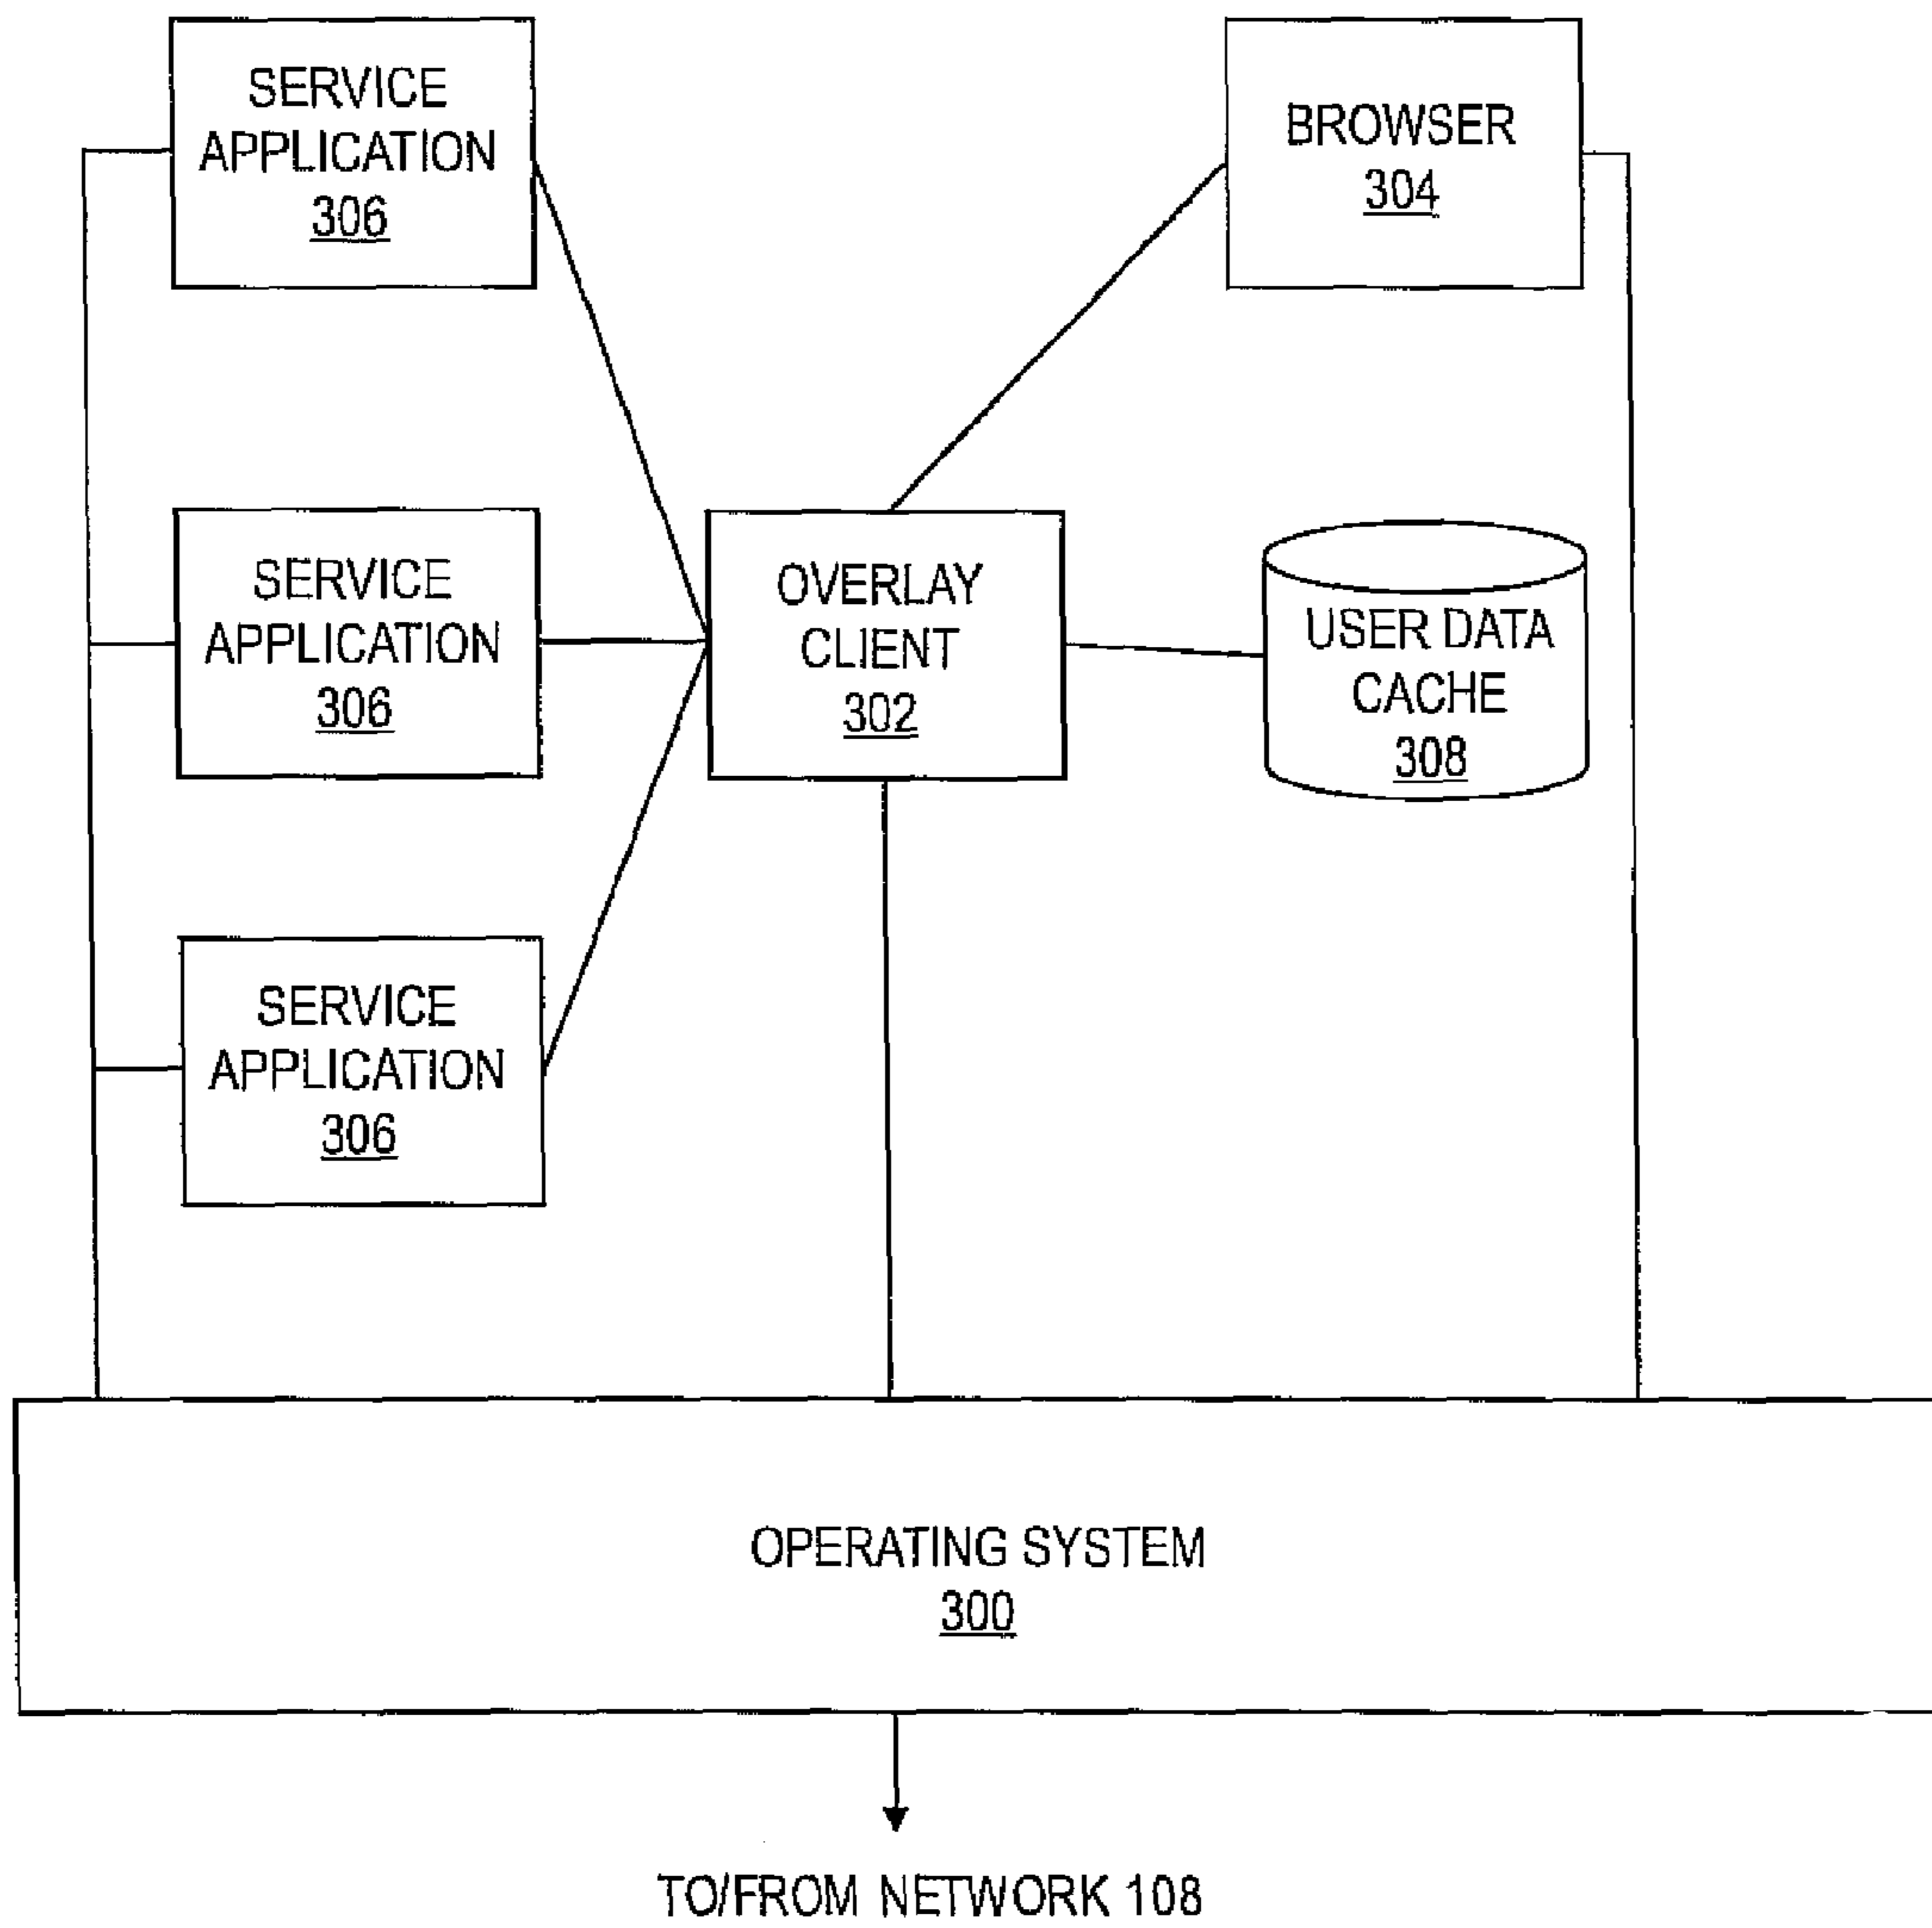 SERVICE
APPLICATION
306
BROWSER
304
SERVICE
APPLICATION
306
OVERLAY
CLIENT
302
USER DATA
CACHE
308
SERVICE
APPLICATION
306
OPERATING SYSTEM
300
TO/FROM NETWORK 108